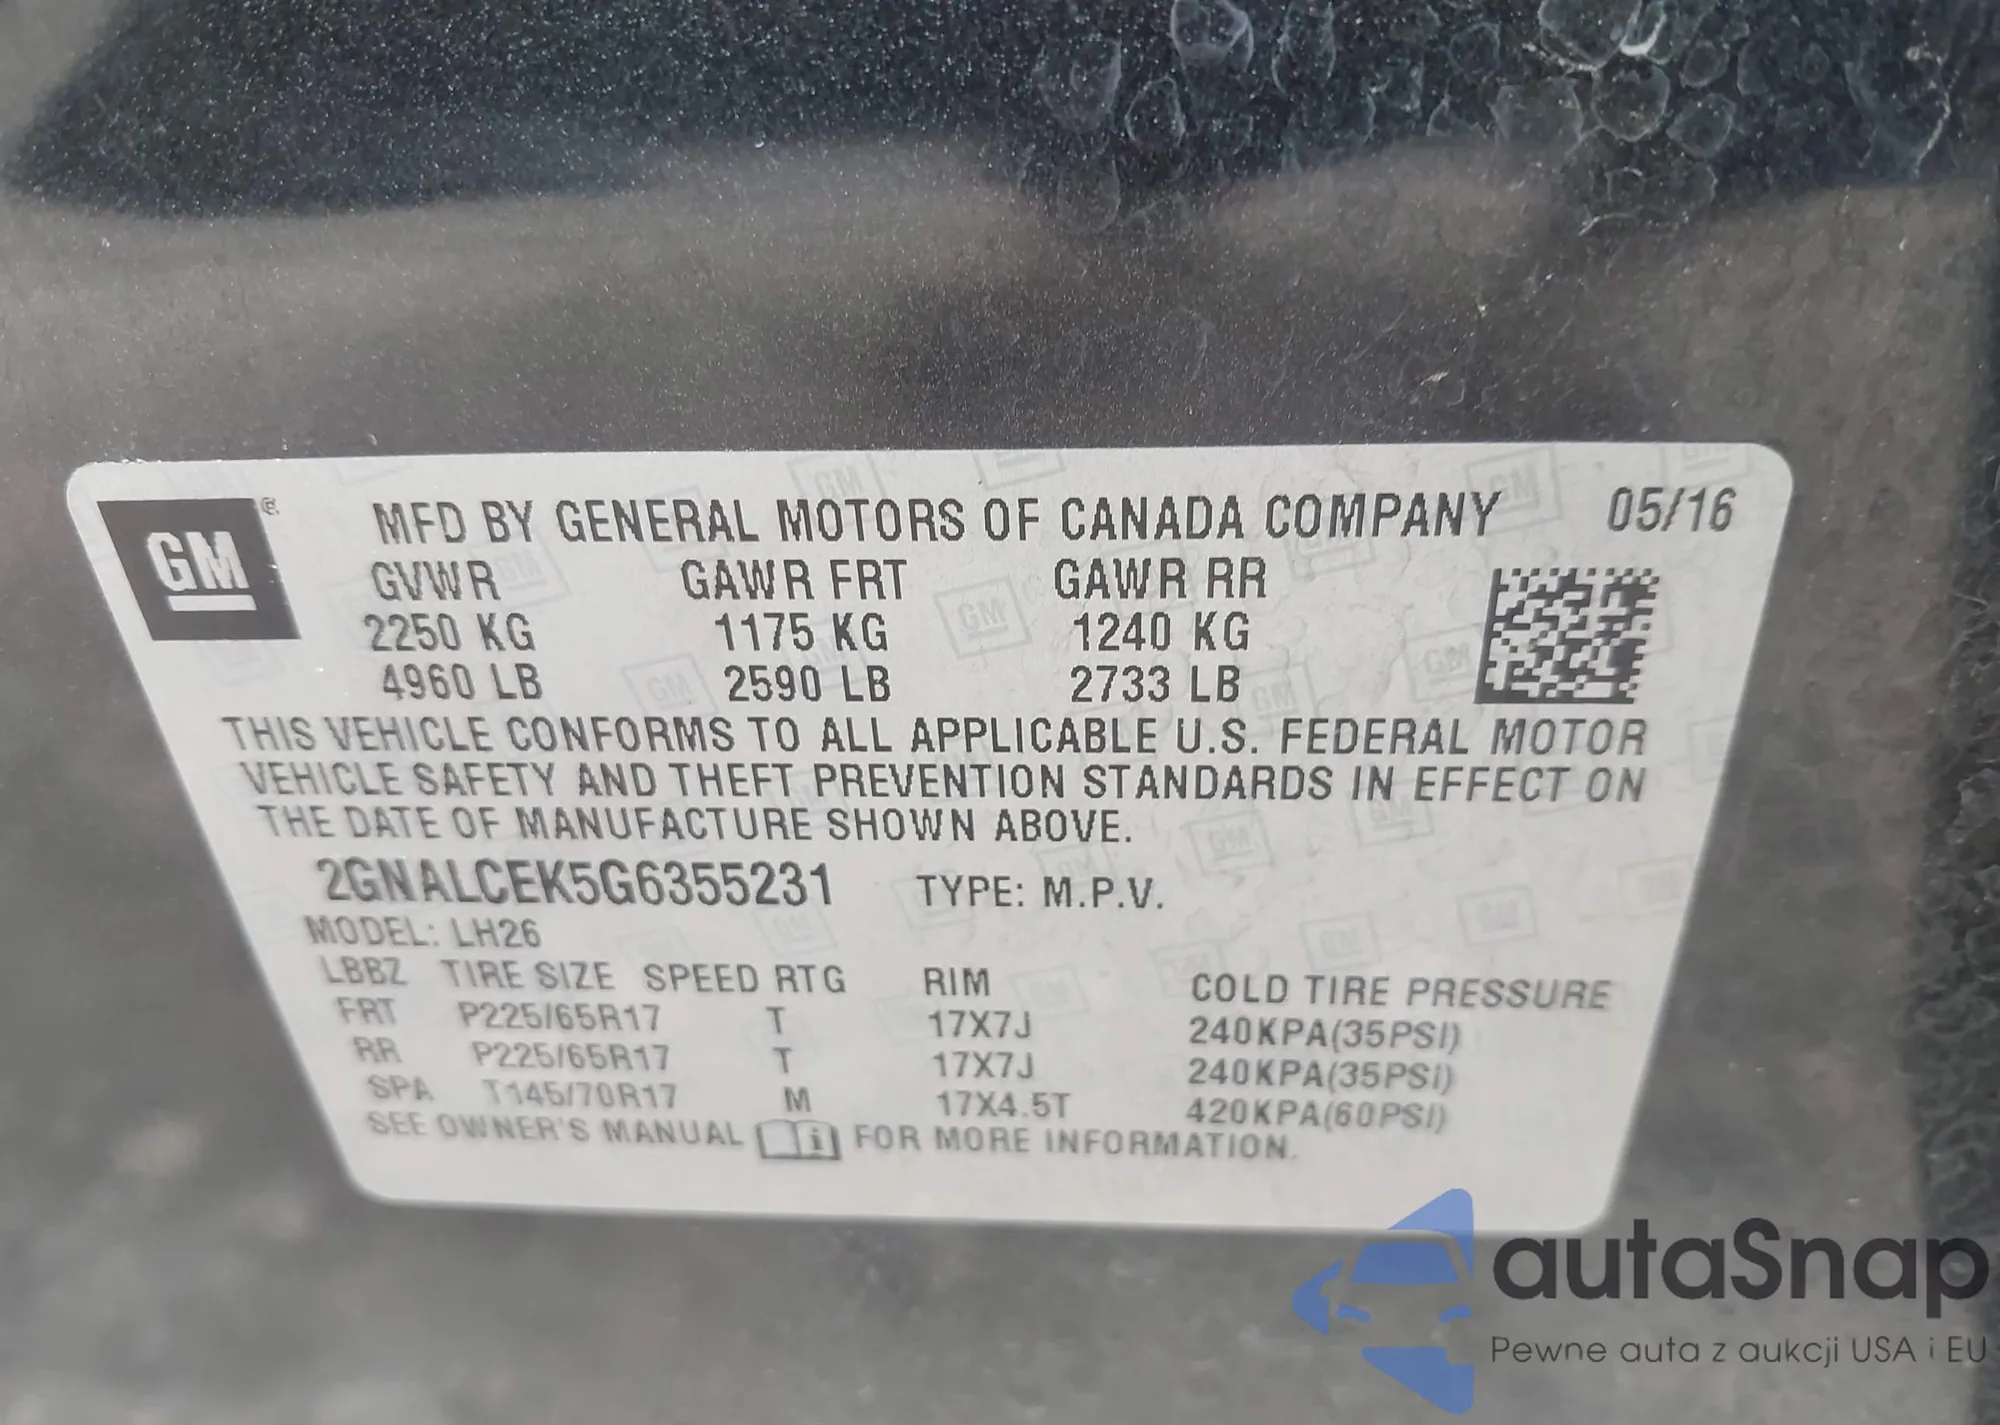 GM ® MFD BY GENERAL MOTORS OF CANADA COMPANY 05/16
GVWR GAWR FRT GAWR RR
2250 KG 1175 KG 1240 KG
4960 LB 2590 LB 2733 LB
THIS VEHICLE CONFORMS TO ALL APPLICABLE U.S. FEDERAL MOTOR
VEHICLE SAFETY AND THEFT PREVENTION STANDARDS IN EFFECT ON
THE DATE OF MANUFACTURE SHOWN ABOVE.
2GNALCEK5G6355231 TYPE: M.P.V.
MODEL: LH26
LBBZ TIRE SIZE SPEED RTG RIM COLD TIRE PRESSURE
FRT P225/65R17 T 17X7J 240KPA(35PSI)
RR P225/65R17 T 17X7J 240KPA(35PSI)
SPA T145/70R17 M 17X4.5T 420KPA(60PSI)
SEE OWNER'S MANUAL i FOR MORE INFORMATION.
autaSnap
Pewne auta z aukcji USA i EU